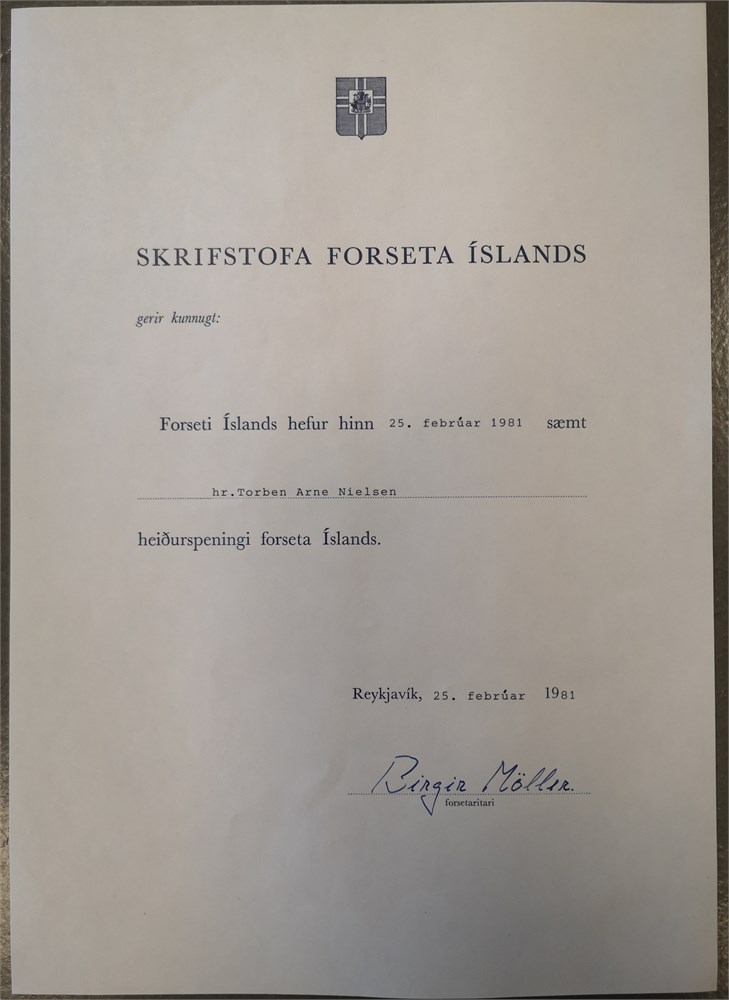 SKRIFSTOFA FORSETA ÍSLANDS
gerir kunnugt:
Forseti Íslands hefur hinn 25. febrúar 1981 sæmt
hr.Torben Arne Nielsen
heiðurspeningi forseta Íslands.
Reykjavík, 25. febrúar 1981
Birgir Möller.
forsetaritari